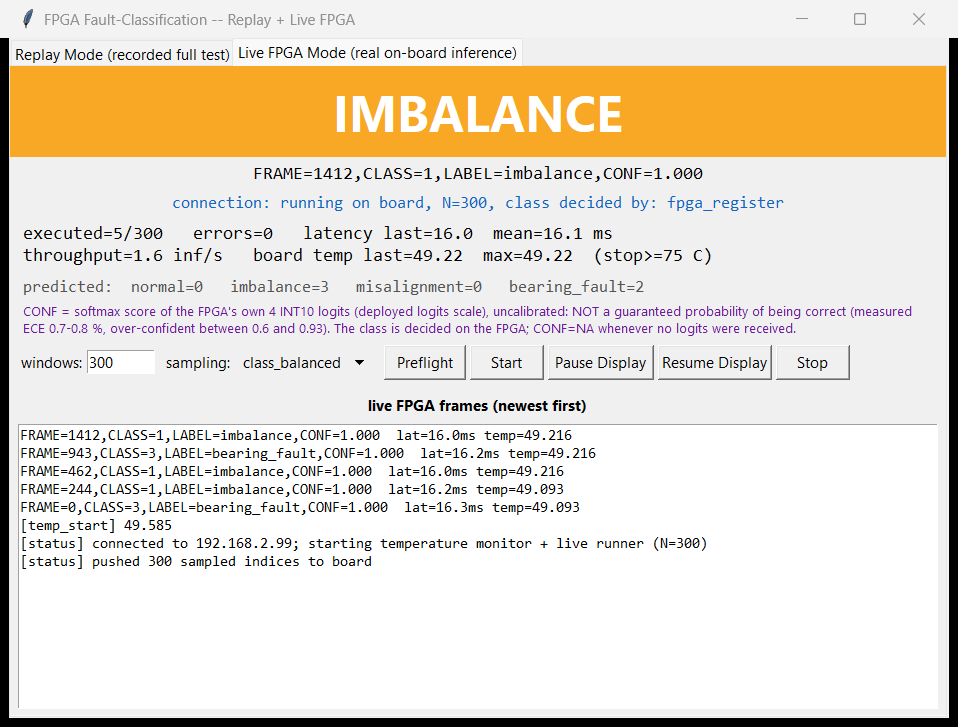 FPGA Fault-Classification -- Replay + Live FPGA
Replay Mode (recorded full test) Live FPGA Mode (real on-board inference)
IMBALANCE
FRAME=1412,CLASS=1,LABEL=imbalance,CONF=1.000
connection: running on board, N=300, class decided by: fpga_register
executed=5/300 errors=0 latency last=16.0 mean=16.1 ms
throughput=1.6 inf/s board temp last=49.22 max=49.22 (stop>=75 C)
predicted: normal=0 imbalance=3 misalignment=0 bearing_fault=2
CONF = softmax score of the FPGA's own 4 INT10 logits (deployed logits scale), uncalibrated: NOT a guaranteed probability of being correct (measured
ECE 0.7-0.8 %, over-confident between 0.6 and 0.93). The class is decided on the FPGA; CONF=NA whenever no logits were received.
windows: 300 sampling: class_balanced Preflight Start Pause Display Resume Display Stop
live FPGA frames (newest first)
FRAME=1412,CLASS=1,LABEL=imbalance,CONF=1.000 lat=16.0ms temp=49.216
FRAME=943,CLASS=3,LABEL=bearing_fault,CONF=1.000 lat=16.2ms temp=49.216
FRAME=462,CLASS=1,LABEL=imbalance,CONF=1.000 lat=16.0ms temp=49.216
FRAME=244,CLASS=1,LABEL=imbalance,CONF=1.000 lat=16.2ms temp=49.093
FRAME=0,CLASS=3,LABEL=bearing_fault,CONF=1.000 lat=16.3ms temp=49.093
[temp_start] 49.585
[status] connected to 192.168.2.99; starting temperature monitor + live runner (N=300)
[status] pushed 300 sampled indices to board